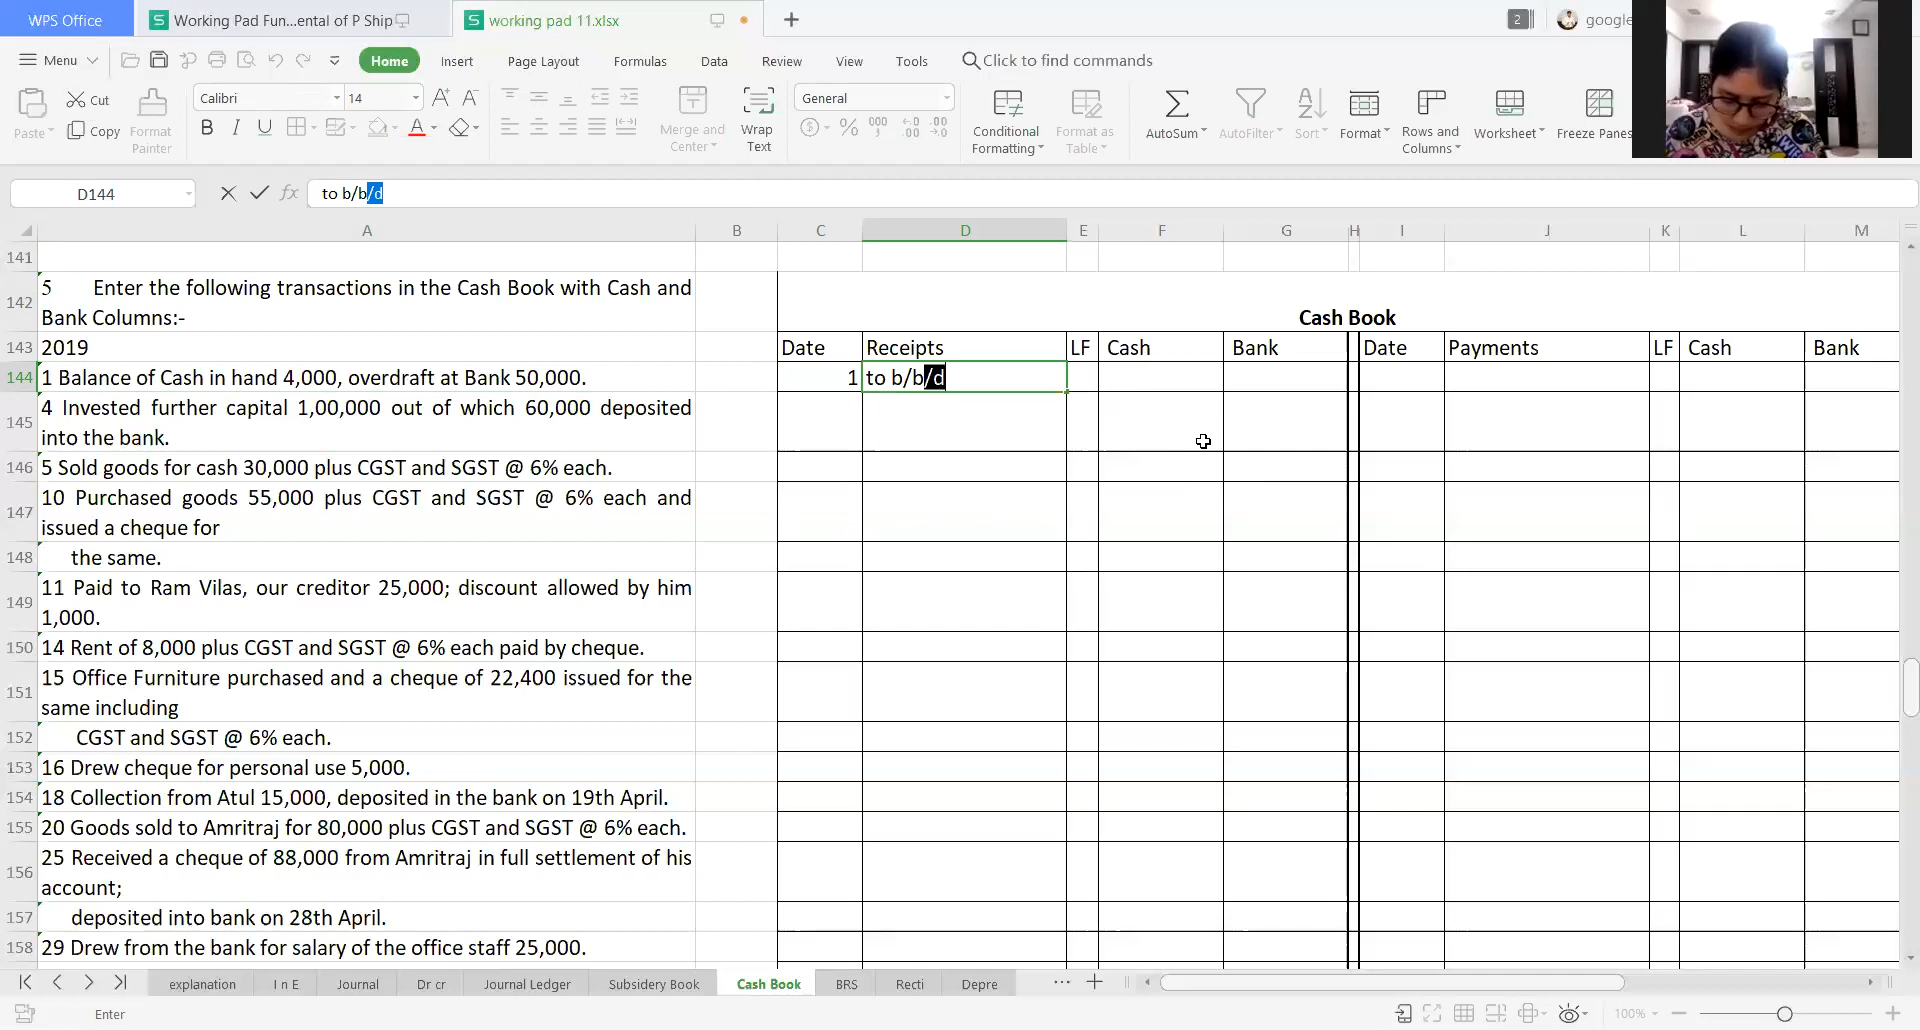 WPS Office
Working Pad Fun...ental of P Ship
working pad 11.xlsx
2
google
Menu
Home
Insert
Page Layout
Formulas
Data
Review
View
Tools
Click to find commands
Paste
Cut
Copy
Format Painter
Calibri
14
Merge and Center
Wrap Text
General
Conditional Formatting
Format as Table
AutoSum
AutoFilter
Sort
Format
Rows and Columns
Worksheet
Freeze Panes
D144
fx
to b/b/d
A B C D E F G H I J K L M
141
142 5 Enter the following transactions in the Cash Book with Cash and
Bank Columns:-
Cash Book
143 2019 Date Receipts LF Cash Bank Date Payments LF Cash Bank
144 1 Balance of Cash in hand 4,000, overdraft at Bank 50,000. 1 to b/b/d
145 4 Invested further capital 1,00,000 out of which 60,000 deposited
into the bank.
146 5 Sold goods for cash 30,000 plus CGST and SGST @ 6% each.
147 10 Purchased goods 55,000 plus CGST and SGST @ 6% each and
issued a cheque for
148 the same.
149 11 Paid to Ram Vilas, our creditor 25,000; discount allowed by him
1,000.
150 14 Rent of 8,000 plus CGST and SGST @ 6% each paid by cheque.
151 15 Office Furniture purchased and a cheque of 22,400 issued for the
same including
152 CGST and SGST @ 6% each.
153 16 Drew cheque for personal use 5,000.
154 18 Collection from Atul 15,000, deposited in the bank on 19th April.
155 20 Goods sold to Amritraj for 80,000 plus CGST and SGST @ 6% each.
156 25 Received a cheque of 88,000 from Amritraj in full settlement of his
account;
157 deposited into bank on 28th April.
158 29 Drew from the bank for salary of the office staff 25,000.
explanation
I n E
Journal
Dr cr
Journal Ledger
Subsidery Book
Cash Book
BRS
Recti
Depre
...
Enter
100%